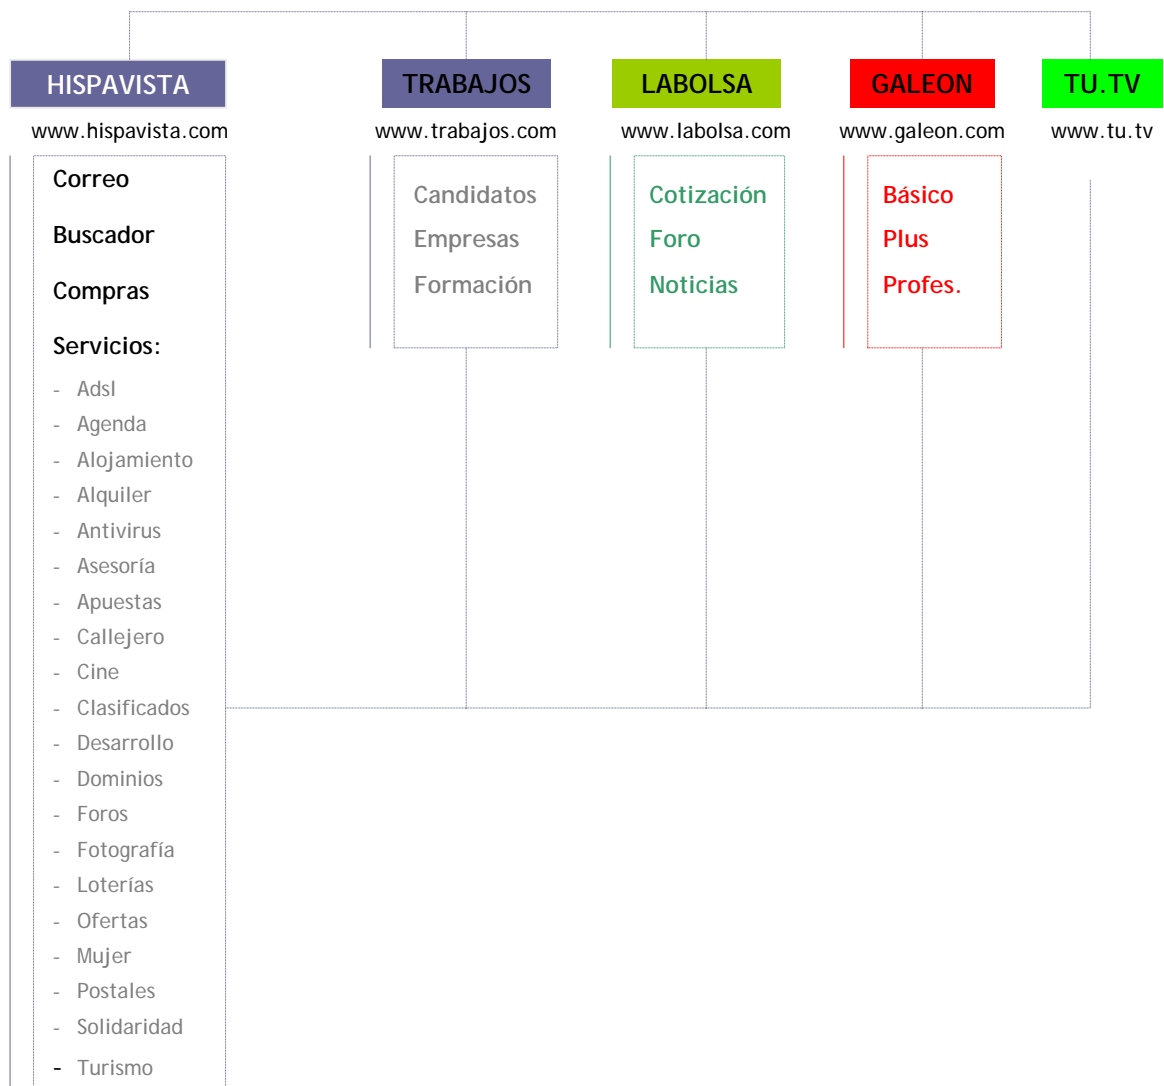 HISPAVISTA
www.hispavista.com
Correo
Buscador
Compras
Servicios:
- Adsl
- Agenda
- Alojamiento
- Alquiler
- Antivirus
- Asesoría
- Apuestas
- Callejero
- Cine
- Clasificados
- Desarrollo
- Dominios
- Foros
- Fotografía
- Loterías
- Ofertas
- Mujer
- Postales
- Solidaridad
- Turismo
TRABAJOS
www.trabajos.com
Candidatos
Empresas
Formación
LABOLSA
www.labolsa.com
Cotización
Foro
Noticias
GALEON
www.galeon.com
Básico
Plus
Profes.
TU.TV
www.tu.tv